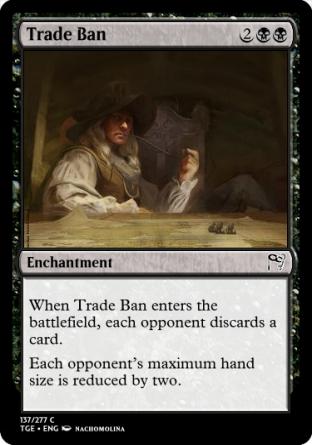 Trade Ban 2
Enchantment
When Trade Ban enters the
battlefield, each opponent discards a
card.
Each opponent's maximum hand
size is reduced by two.
137/277 C
TGE • ENG NACHOMOLINA